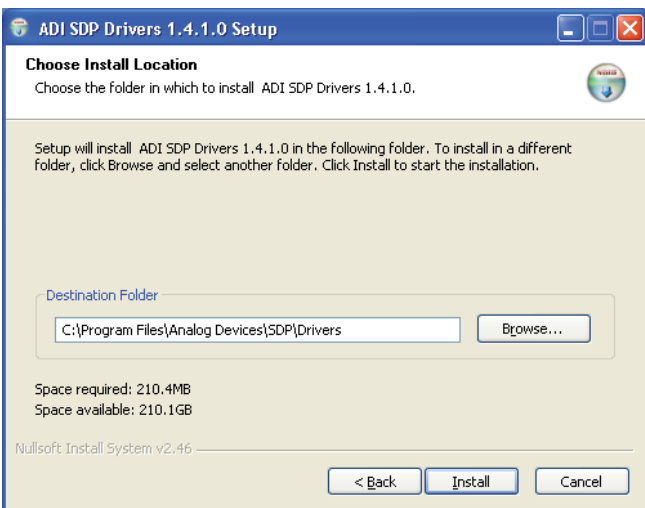 ADI SDP Drivers 1.4.1.0 Setup
Choose Install Location
Choose the folder in which to install ADI SDP Drivers 1.4.1.0.
Setup will install ADI SDP Drivers 1.4.1.0 in the following folder. To install in a different
folder, click Browse and select another folder. Click Install to start the installation.
Destination Folder
C:\Program Files\Analog Devices\SDP\Drivers
Browse...
Space required: 210.4MB
Space available: 210.1GB
Nullsoft Install System v2.46
< Back
Install
Cancel